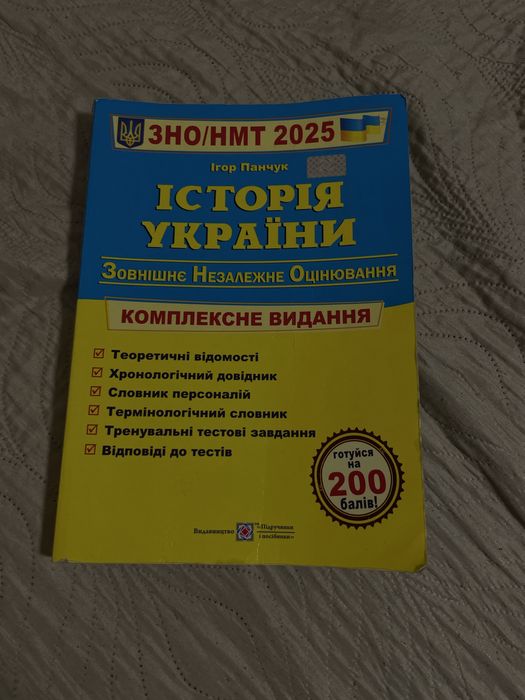 ЗНО/НМТ 2025
Ігор Панчук
ІСТОРІЯ
УКРАЇНИ
Зовнішнє Незалежне Оцінювання
КОМПЛЕКСНЕ ВИДАННЯ
Теоретичні відомості
Хронологічний довідник
Словник персоналій
Термінологічний словник
Тренувальні тестові завдання
Відповіді до тестів
готуйся
на
200
балів!
Видавництво «Підручники
і посібники»